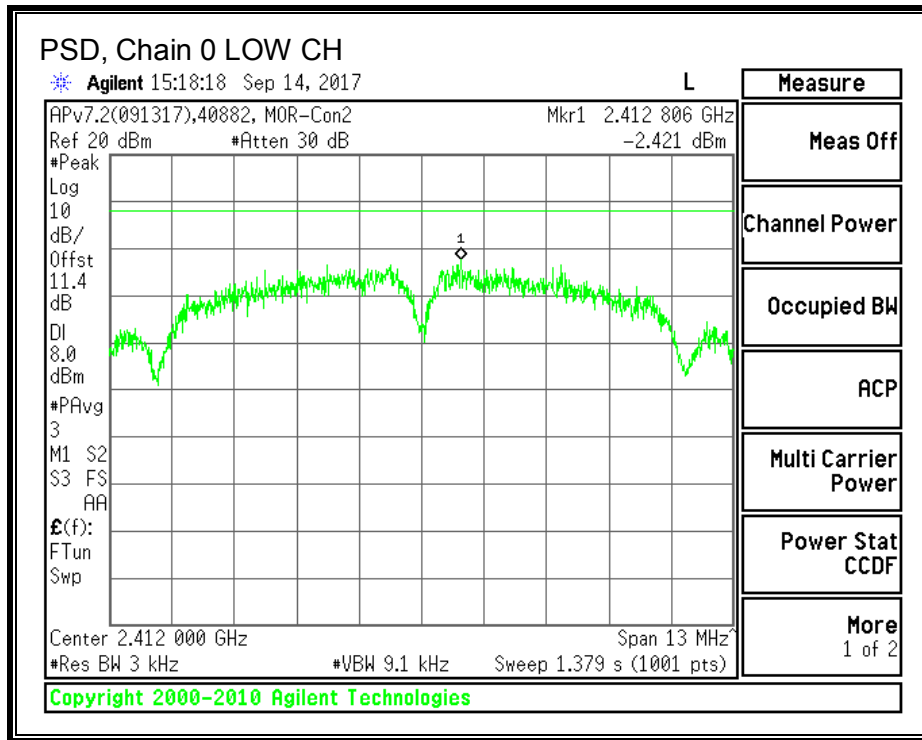 PSD, Chain 0 LOW CH
Agilent 15:18:18 Sep 14, 2017 L
Measure
APv7.2(091317),40882, MOR-Con2 Mkr1 2.412 806 GHz
Ref 20 dBm #Atten 30 dB -2.421 dBm
#Peak
Log
10
dB/
Offst
11.4
dB
DI
8.0
dBm
#PAvg
3
M1 S2
S3 FS
AA
£(f):
FTun
Swp
1
Center 2.412 000 GHz Span 13 MHz^
#Res BW 3 kHz #VBW 9.1 kHz Sweep 1.379 s (1001 pts)
Meas Off
Channel Power
Occupied BW
ACP
Multi Carrier
Power
Power Stat
CCDF
More
1 of 2
Copyright 2000-2010 Agilent Technologies